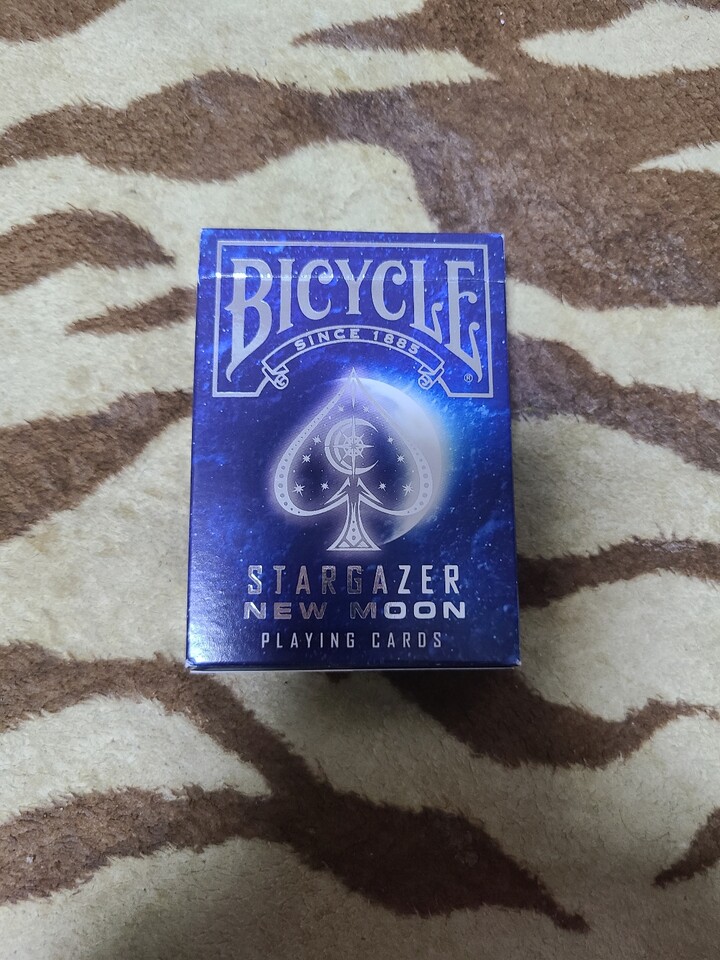 BICYCLE
SINCE 1885
®
STARGAZER
NEW MOON
PLAYING CARDS